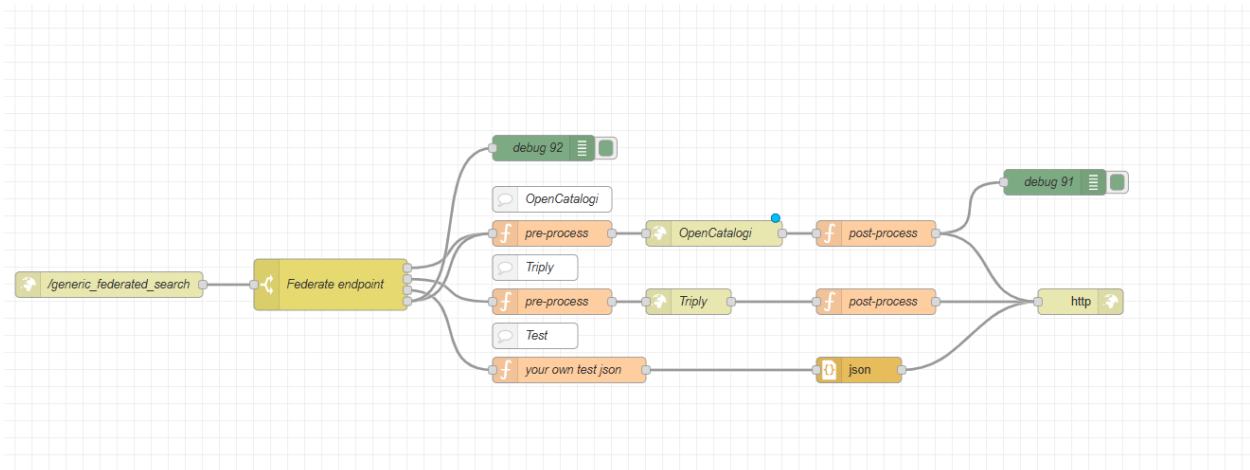 debug 92
debug 91
OpenCatalogi
pre-process
OpenCatalogi
post-process
Triply
/generic_federated_search
Federate endpoint
pre-process
Triply
post-process
http
Test
your own test json
json